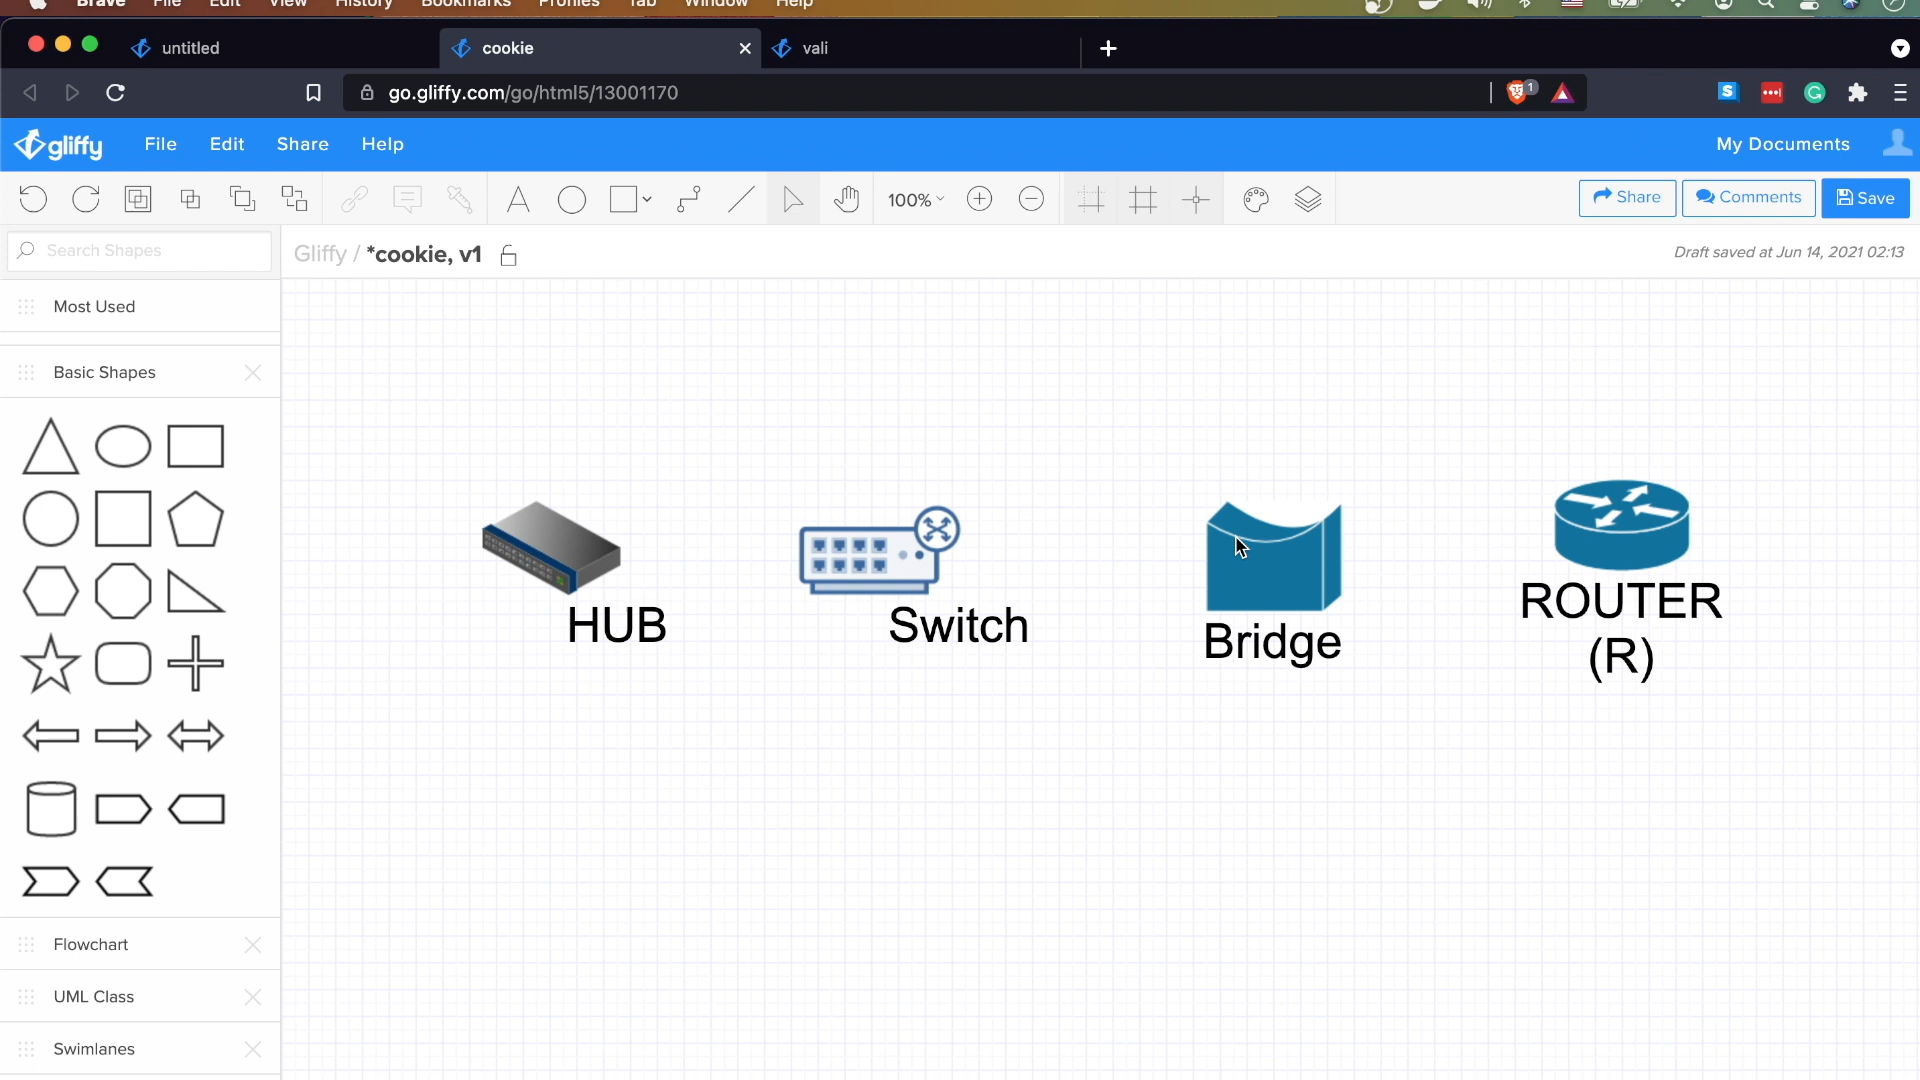 Brave File Edit View History Bookmarks Profiles Tab Window Help
untitled
cookie
vali
go.gliffy.com/go/html5/13001170
1
gliffy
File Edit Share Help
My Documents
100%
Share
Comments
Save
Search Shapes
Gliffy / *cookie, v1
Draft saved at Jun 14, 2021 02:13
Most Used
Basic Shapes
HUB
Switch
Bridge
ROUTER
(R)
Flowchart
UML Class
Swimlanes